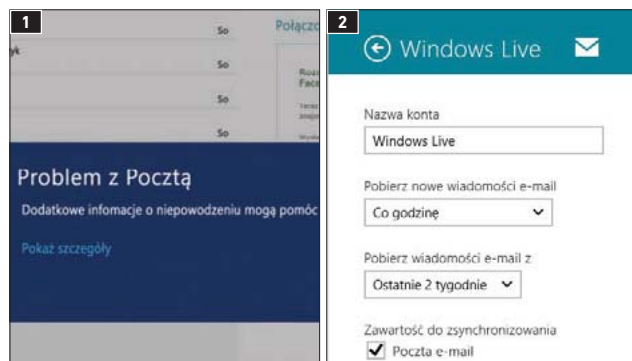 1
So
Połączo
yk
So
So
So
Problem z Pocztą
Dodatkowe infomacje o niepowodzeniu mogą pomóc
Pokaż szczegóły
2
Windows Live
Nazwa konta
Windows Live
Pobierz nowe wiadomości e-mail
Co godzinę
Pobierz wiadomości e-mail z
Ostatnie 2 tygodnie
Zawartość do zsynchronizowania
Poczta e-mail